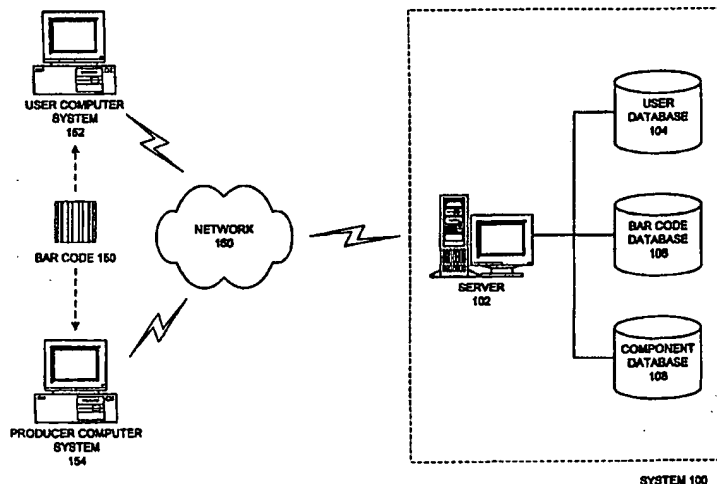 USER COMPUTER
SYSTEM
152
BAR CODE 150
PRODUCER COMPUTER
SYSTEM
154
NETWORK
160
SERVER
102
USER
DATABASE
104
BAR CODE
DATABASE
106
COMPONENT
DATABASE
108
SYSTEM 100